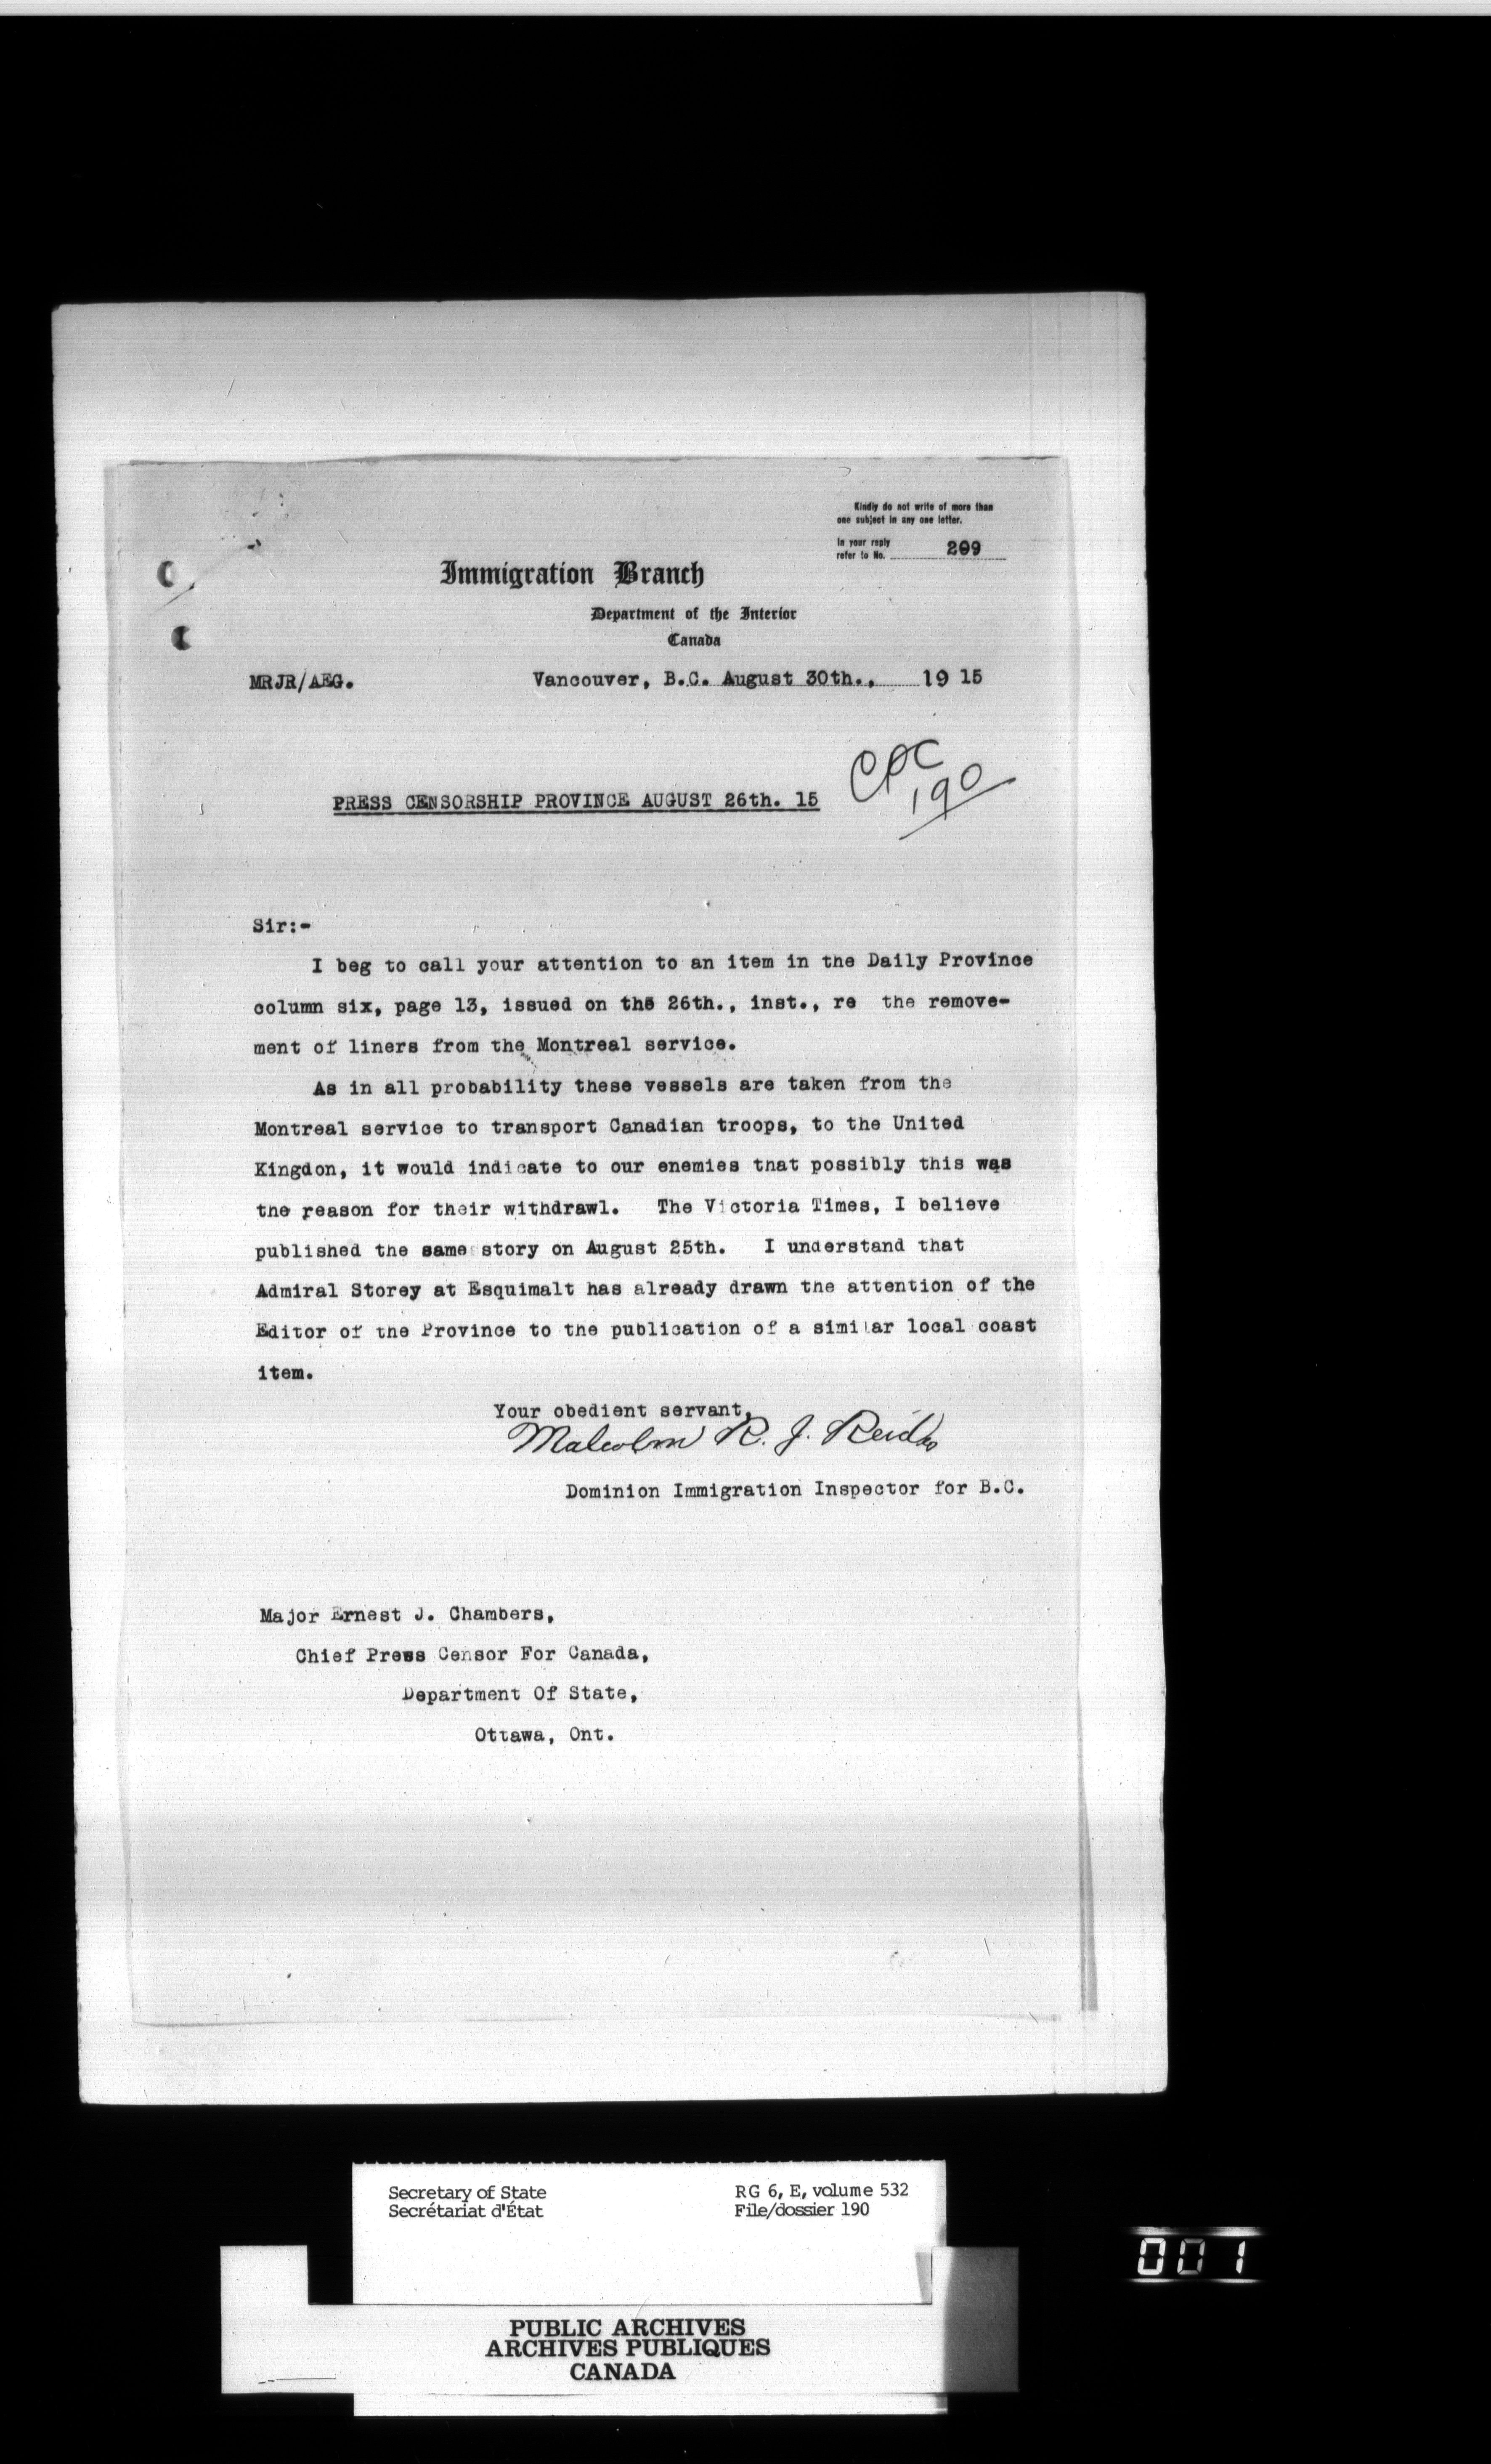 Kindly do not write of more than
one subject in any one letter.
In your reply
refer to No. 209
Immigration Branch
Department of the Interior
Canada
MRJR/AEG.
Vancouver, B.C. August 30th., 19 15
CPC
190
PRESS CENSORSHIP PROVINCE AUGUST 26th. 15
Sir:-
I beg to call your attention to an item in the Daily Province
column six, page 13, issued on the 26th., inst., re the remove-
ment of liners from the Montreal service.
As in all probability these vessels are taken from the
Montreal service to transport Canadian troops, to the United
Kingdon, it would indicate to our enemies that possibly this was
the reason for their withdrawl. The Victoria Times, I believe
published the same story on August 25th. I understand that
Admiral Storey at Esquimalt has already drawn the attention of the
Editor of the Province to the publication of a similar local coast
item.
Your obedient servant,
Malcolm R. J. Reid
Dominion Immigration Inspector for B.C.
Major Ernest J. Chambers,
Chief Press Censor For Canada,
Department Of State,
Ottawa, Ont.
Secretary of State
Secrétariat d'État
RG 6, E, volume 532
File/dossier 190
001
PUBLIC ARCHIVES
ARCHIVES PUBLIQUES
CANADA